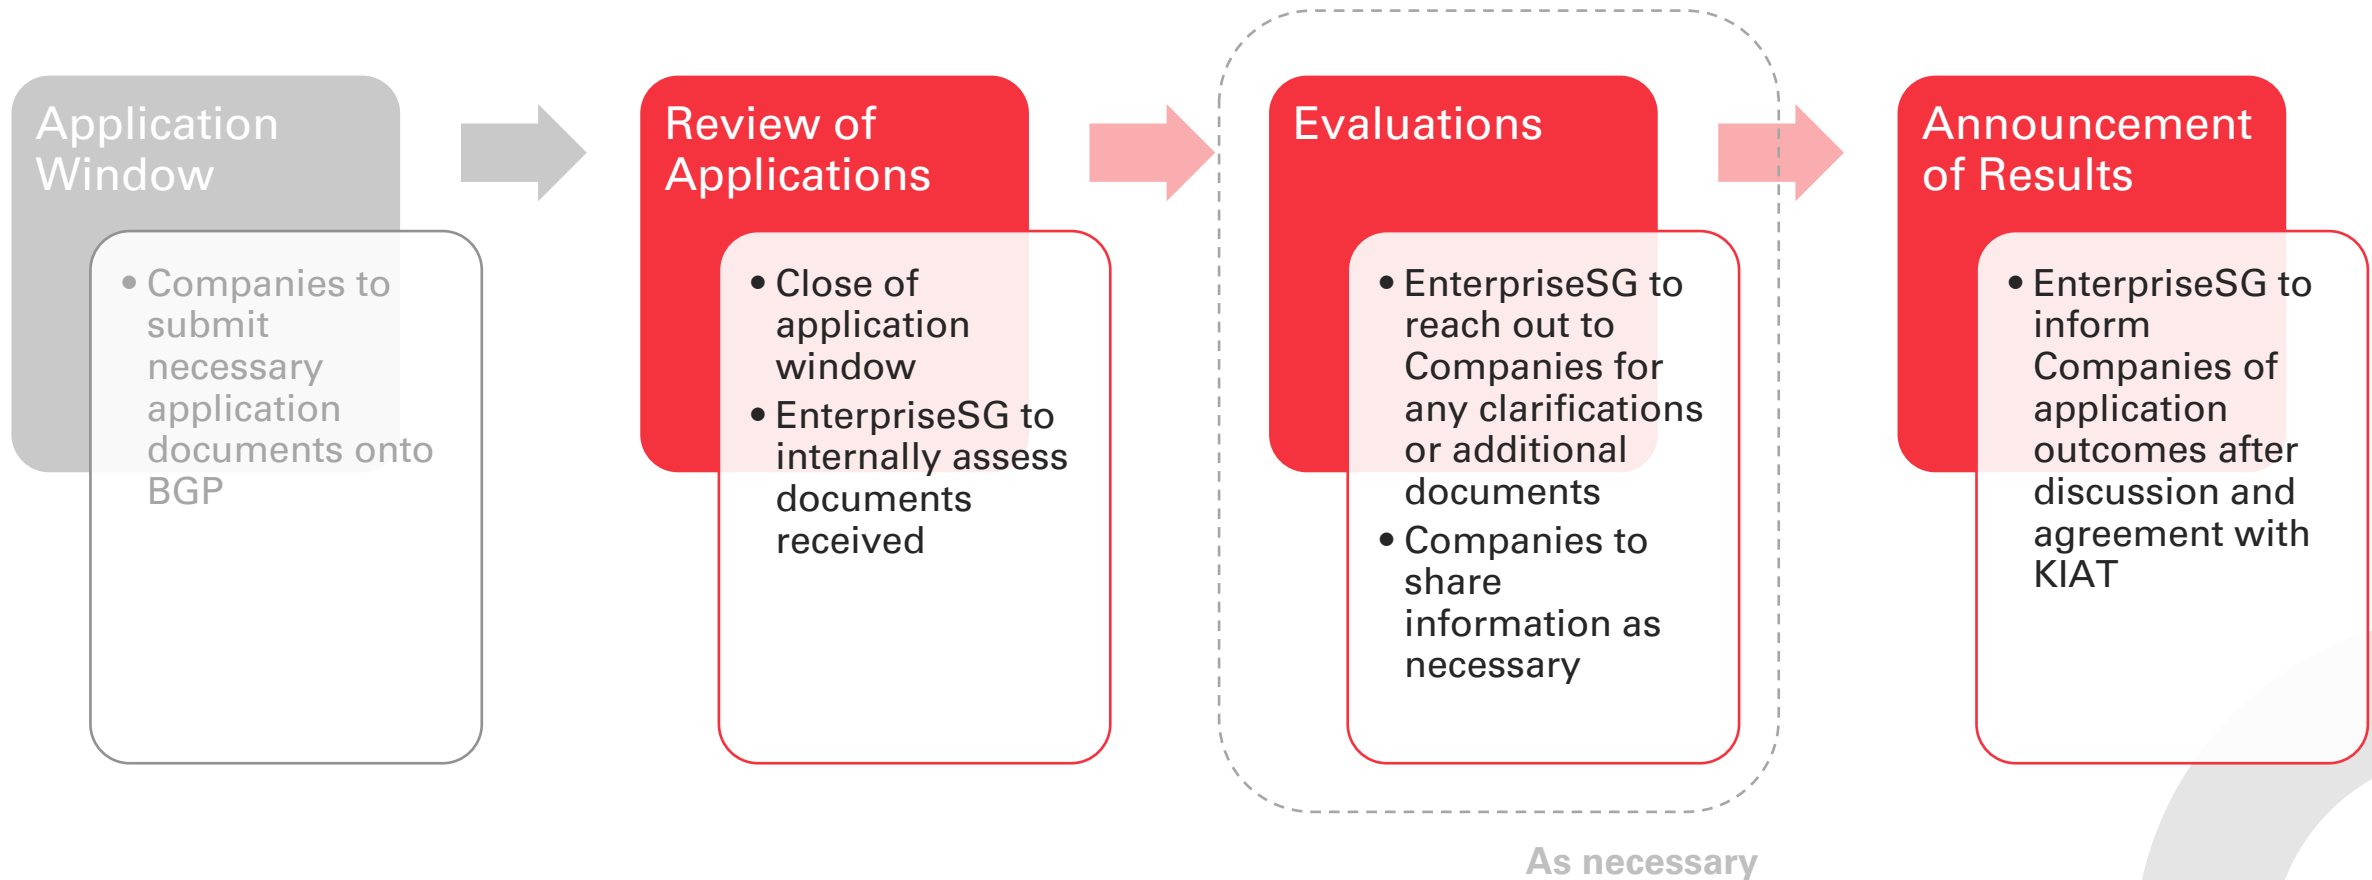 Application
Window
• Companies to
submit
necessary
application
documents onto
BGP
Review of
Applications
• Close of
application
window
• EnterpriseSG to
internally assess
documents
received
Evaluations
• EnterpriseSG to
reach out to
Companies for
any clarifications
or additional
documents
• Companies to
share
information as
necessary
Announcement
of Results
• EnterpriseSG to
inform
Companies of
application
outcomes after
discussion and
agreement with
KIAT
As necessary